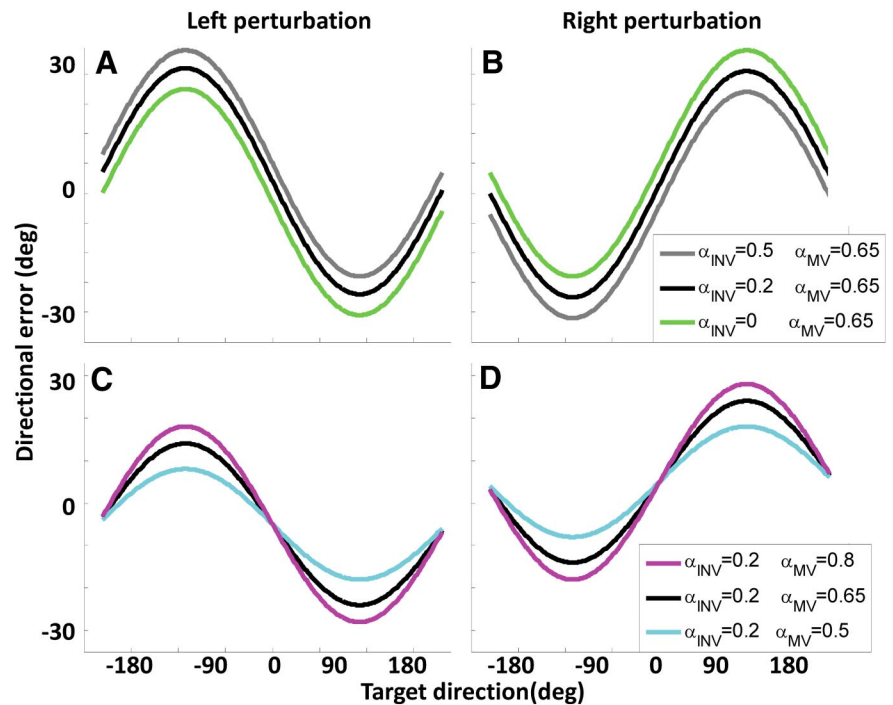 Left perturbation
Right perturbation
A
B
30
0
-30
Directional error (deg)
αINV=0.5 αMV=0.65
αINV=0.2 αMV=0.65
αINV=0 αMV=0.65
C
D
30
0
-30
αINV=0.2 αMV=0.8
αINV=0.2 αMV=0.65
αINV=0.2 αMV=0.5
-180 -90 0 90 180
-180 -90 0 90 180
Target direction(deg)